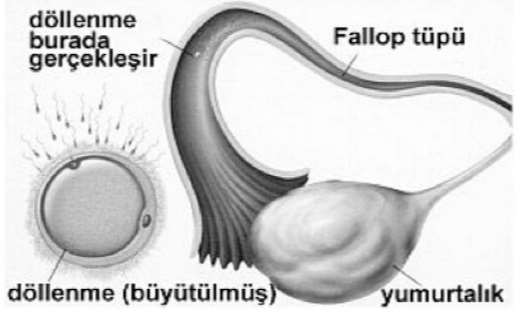 döllenme
burada
gerçekleşir
Fallop tüpü
döllenme (büyütülmüş)
yumurtalık